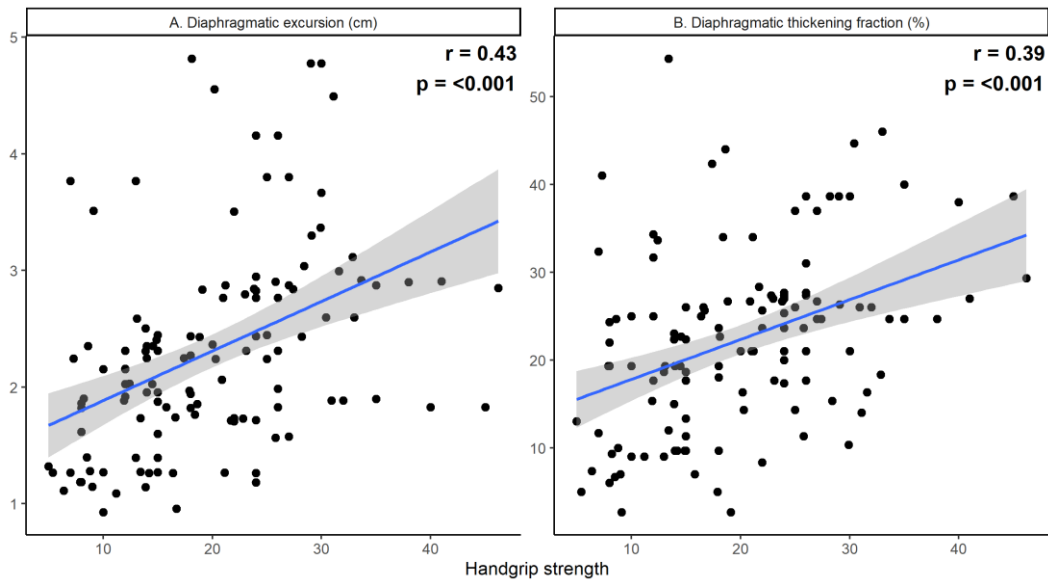 A. Diaphragmatic excursion (cm)
B. Diaphragmatic thickening fraction (%)
r = 0.43
p = <0.001
r = 0.39
p = <0.001
5
4
3
2
1
50
40
30
20
10
10 20 30 40
10 20 30 40
Handgrip strength